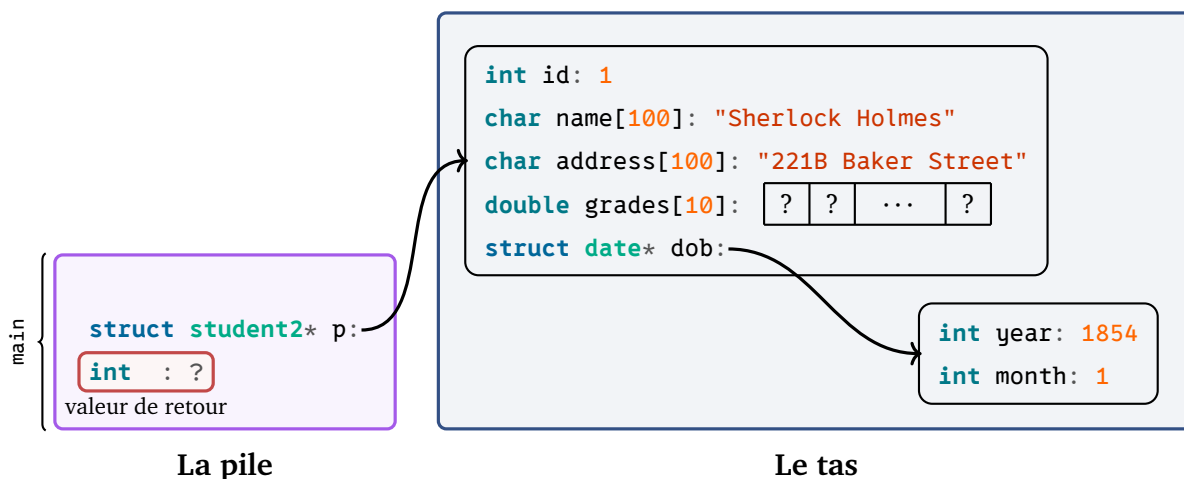 int id: 1
char name[100]: "Sherlock Holmes"
char address[100]: "221B Baker Street"
double grades[10]: ? ? ··· ?
struct date* dob:
int year: 1854
int month: 1
main
struct student2* p:
int : ?
valeur de retour
La pile
Le tas